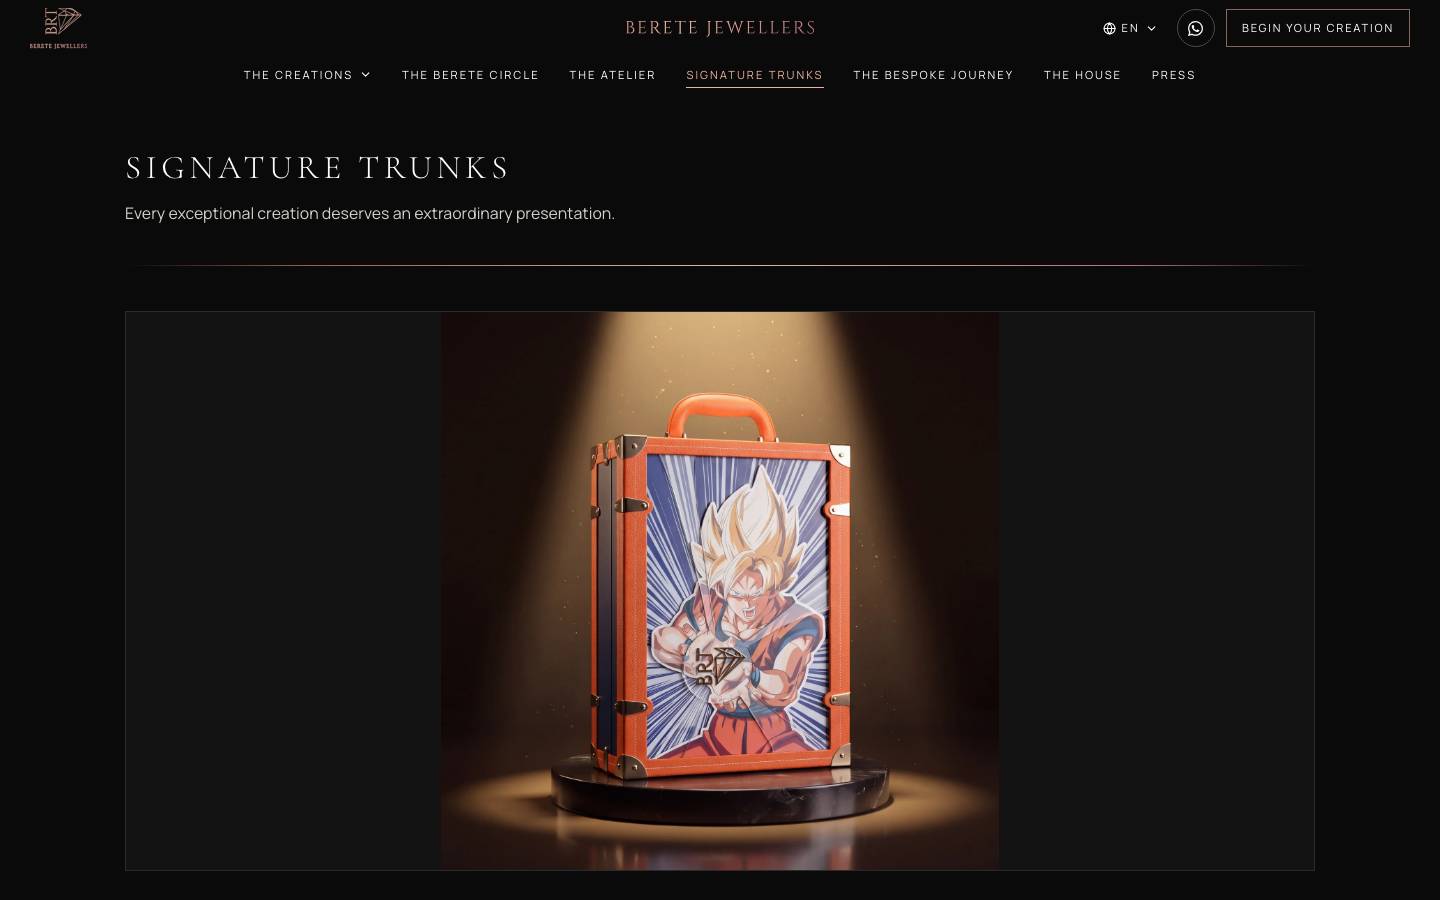 BRT
BERETE JEWELLERS
BERETE JEWELLERS
EN
BEGIN YOUR CREATION
THE CREATIONS
THE BERETE CIRCLE
THE ATELIER
SIGNATURE TRUNKS
THE BESPOKE JOURNEY
THE HOUSE
PRESS
SIGNATURE TRUNKS
Every exceptional creation deserves an extraordinary presentation.
BRT